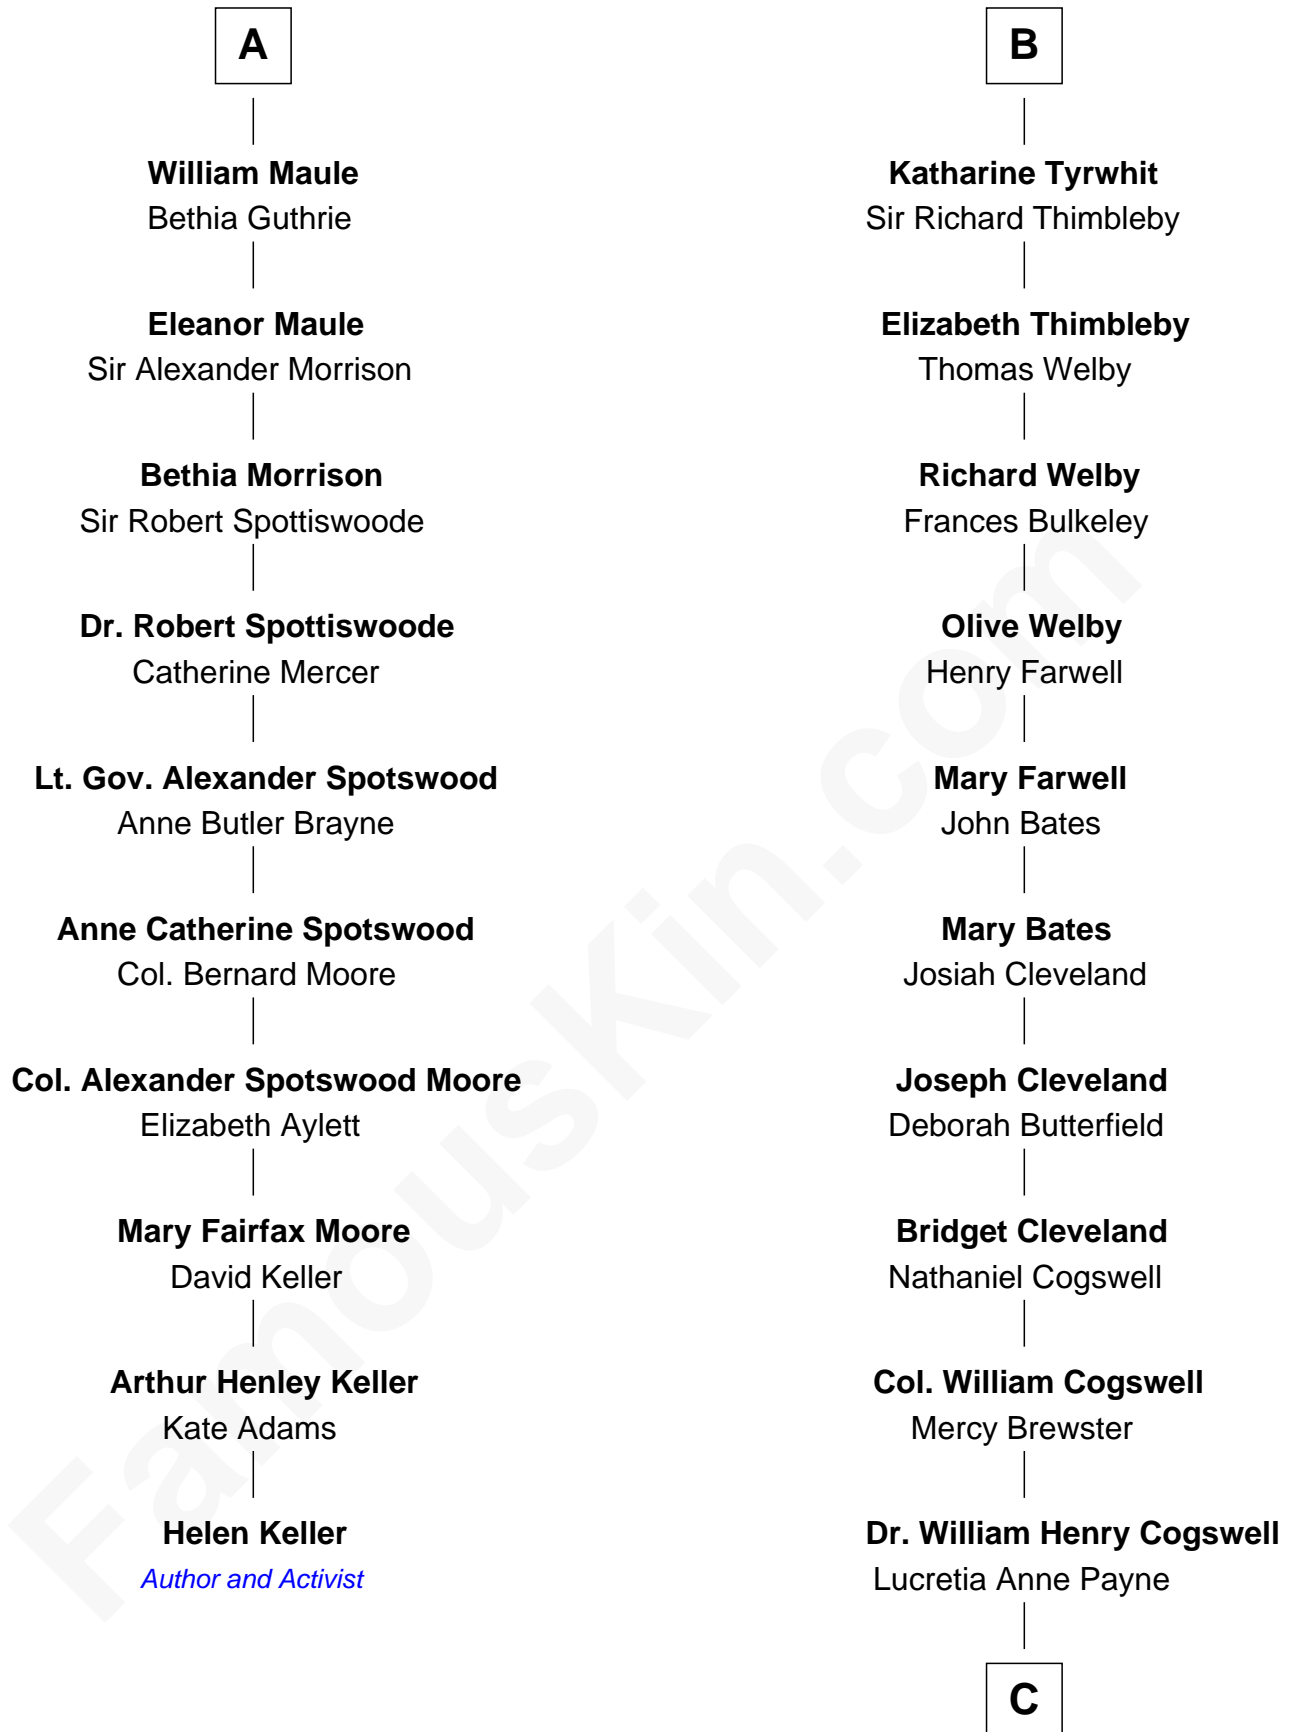 A
William Maule
Bethia Guthrie
Eleanor Maule
Sir Alexander Morrison
Bethia Morrison
Sir Robert Spottiswoode
Dr. Robert Spottiswoode
Catherine Mercer
Lt. Gov. Alexander Spotswood
Anne Butler Brayne
Anne Catherine Spotswood
Col. Bernard Moore
Col. Alexander Spotswood Moore
Elizabeth Aylett
Mary Fairfax Moore
David Keller
Arthur Henley Keller
Kate Adams
Helen Keller
Author and Activist
B
Katharine Tyrwhit
Sir Richard Thimbleby
Elizabeth Thimbleby
Thomas Welby
Richard Welby
Frances Bulkeley
Olive Welby
Henry Farwell
Mary Farwell
John Bates
Mary Bates
Josiah Cleveland
Joseph Cleveland
Deborah Butterfield
Bridget Cleveland
Nathaniel Cogswell
Col. William Cogswell
Mercy Brewster
Dr. William Henry Cogswell
Lucretia Anne Payne
C
FamousKin.com